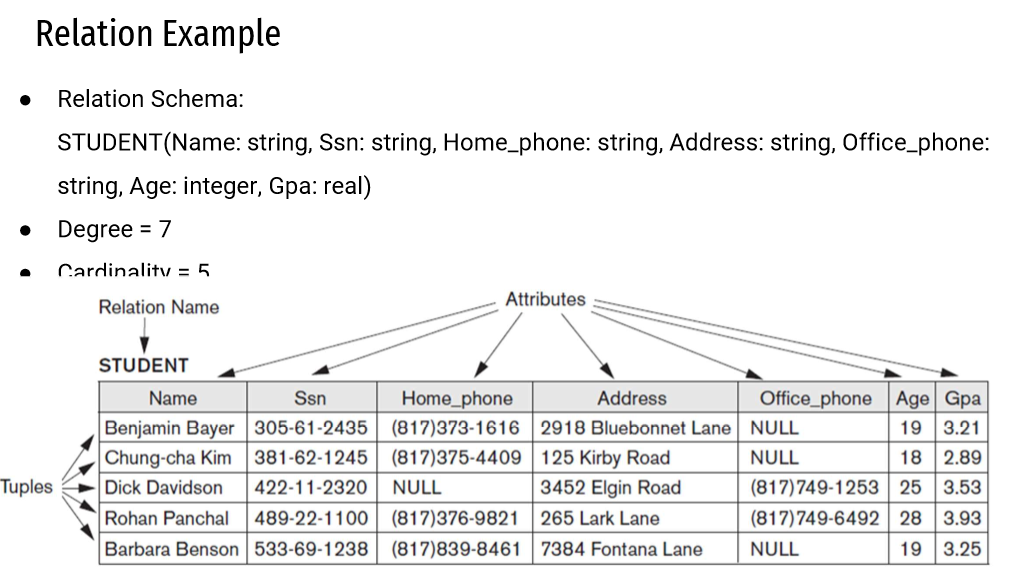 Relation Example
● Relation Schema:
STUDENT(Name: string, Ssn: string, Home_phone: string, Address: string, Office_phone:
string, Age: integer, Gpa: real)
● Degree = 7
● Cardinality = 5
Attributes
Relation Name
STUDENT
Name Ssn Home_phone Address Office_phone Age Gpa
Benjamin Bayer 305-61-2435 (817)373-1616 2918 Bluebonnet Lane NULL 19 3.21
Chung-cha Kim 381-62-1245 (817)375-4409 125 Kirby Road NULL 18 2.89
Tuples Dick Davidson 422-11-2320 NULL 3452 Elgin Road (817)749-1253 25 3.53
Rohan Panchal 489-22-1100 (817)376-9821 265 Lark Lane (817)749-6492 28 3.93
Barbara Benson 533-69-1238 (817)839-8461 7384 Fontana Lane NULL 19 3.25